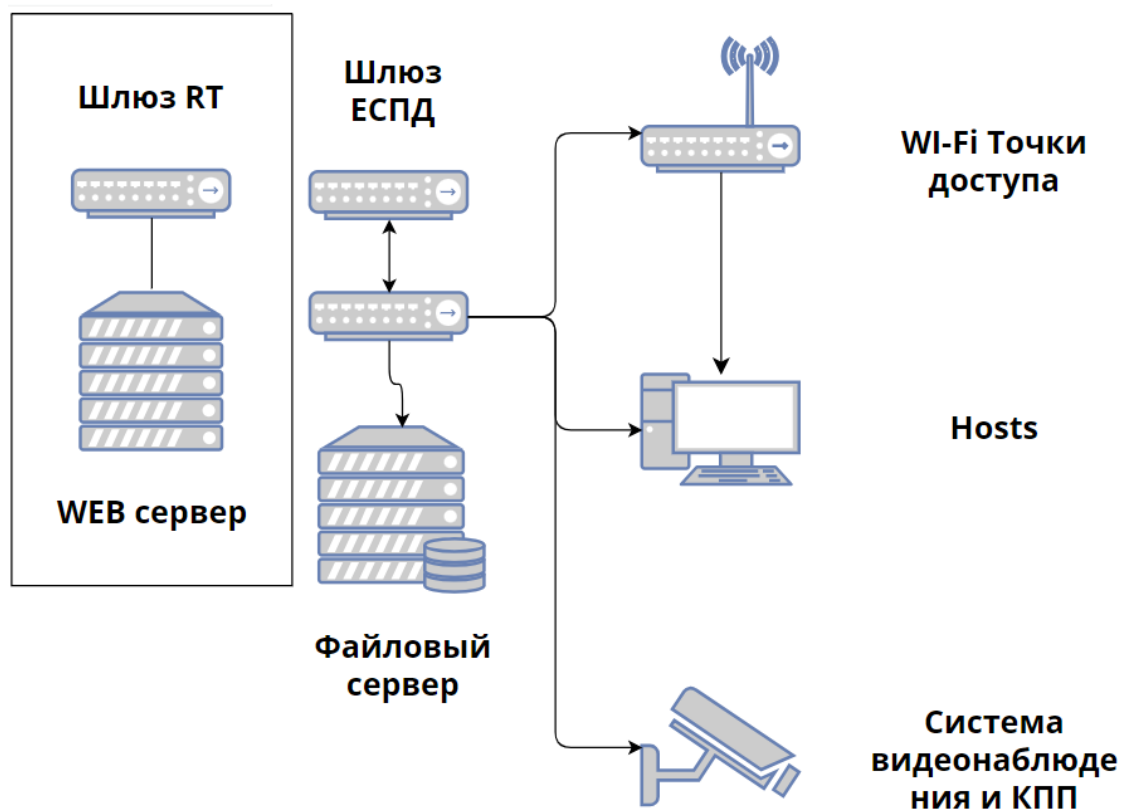 Шлюз RT
WEB сервер
Шлюз
ЕСПД
Файловый
сервер
WI-Fi Точки
доступа
Hosts
Система
видеонаблюде
ния и КПП